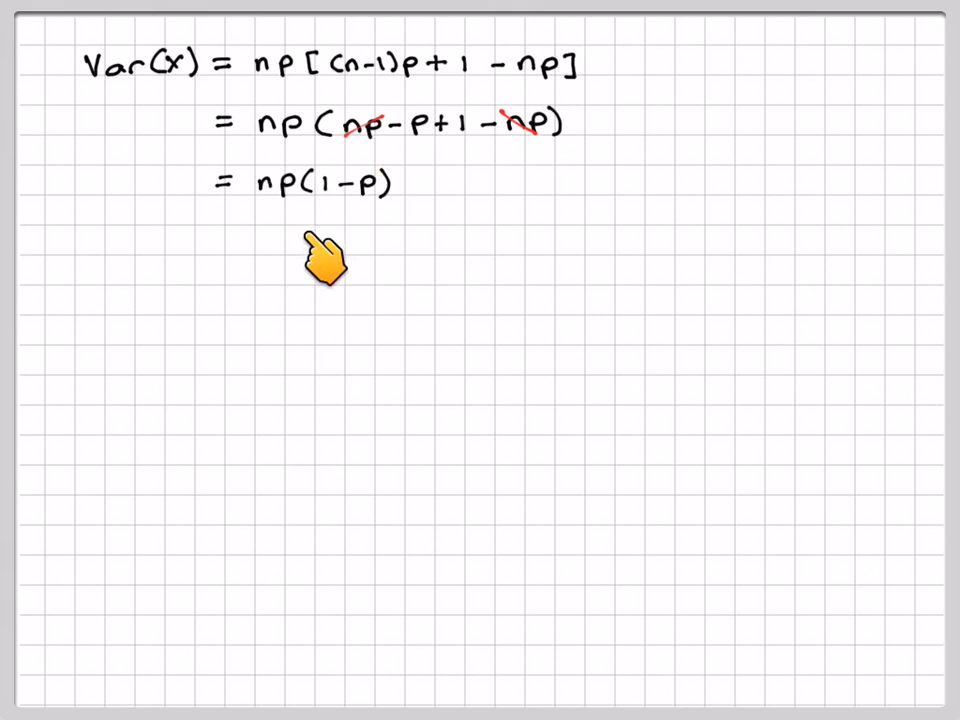 Var(x) = np[(n-1)p+1-np]
= np(np-p+1-np)
= np(1-p)